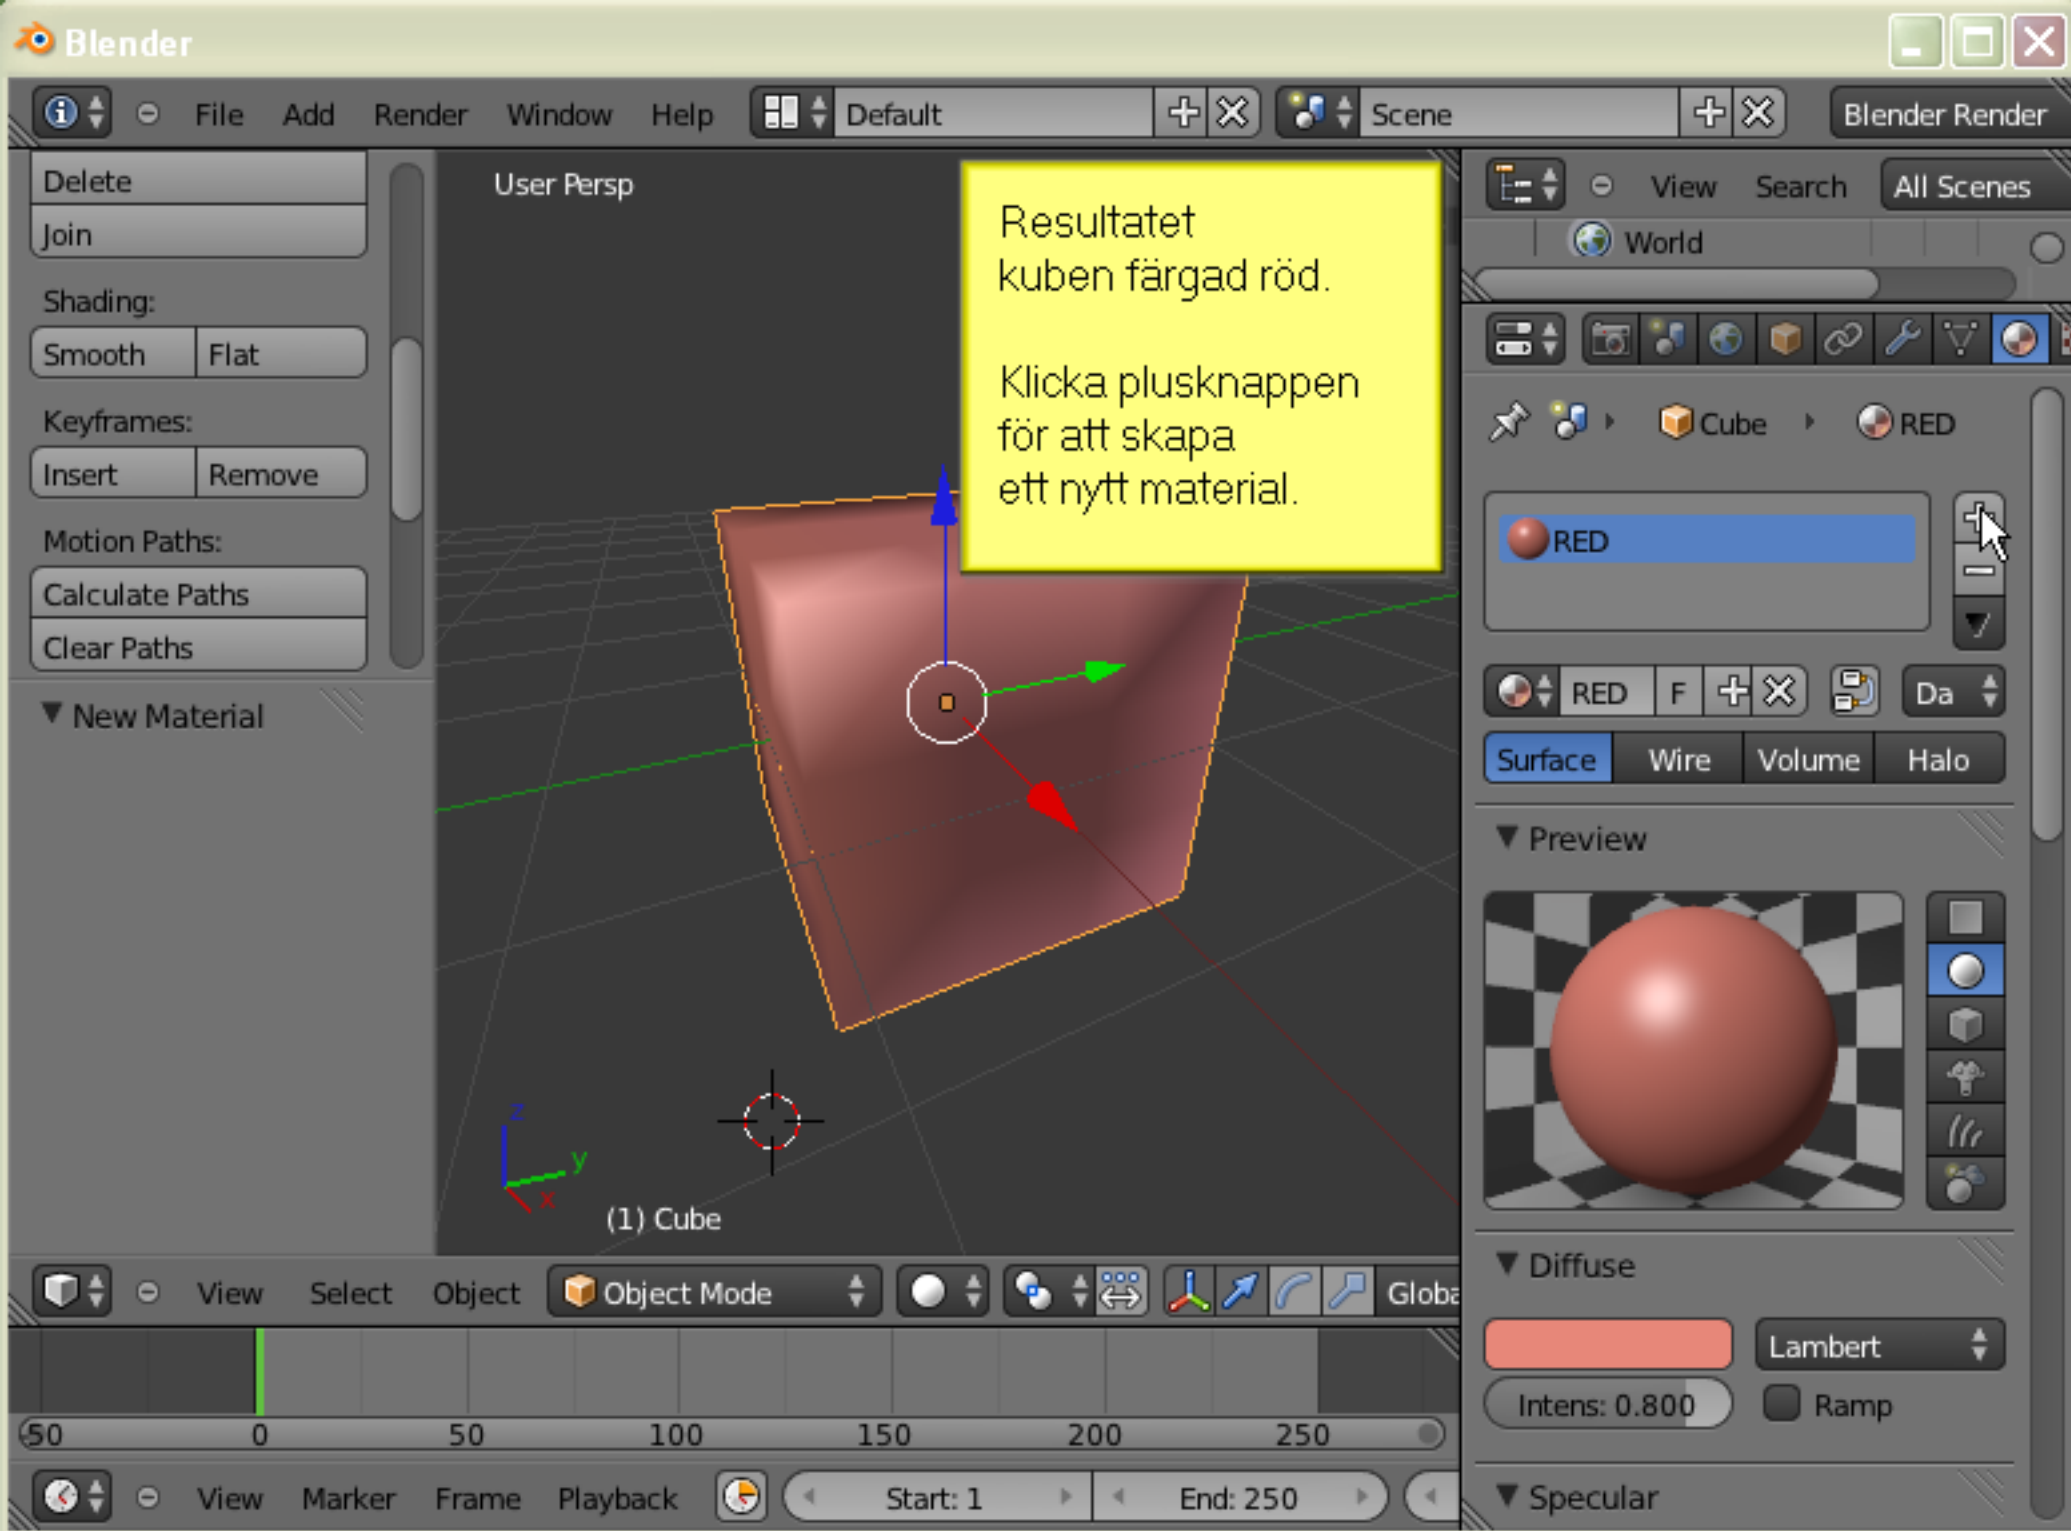 Blender
File Add Render Window Help Default Scene Blender Render
Delete
Join
Shading:
Smooth Flat
Keyframes:
Insert Remove
Motion Paths:
Calculate Paths
Clear Paths
New Material
User Persp
Resultatet
kuben färgad röd.
Klicka plusknappen
för att skapa
ett nytt material.
z
y
x
(1) Cube
View Select Object Object Mode Globa
-50 0 50 100 150 200 250
View Marker Frame Playback Start: 1 End: 250
View Search All Scenes
World
Cube RED
RED
RED F Da
Surface Wire Volume Halo
Preview
Diffuse
Lambert
Intens: 0.800 Ramp
Specular